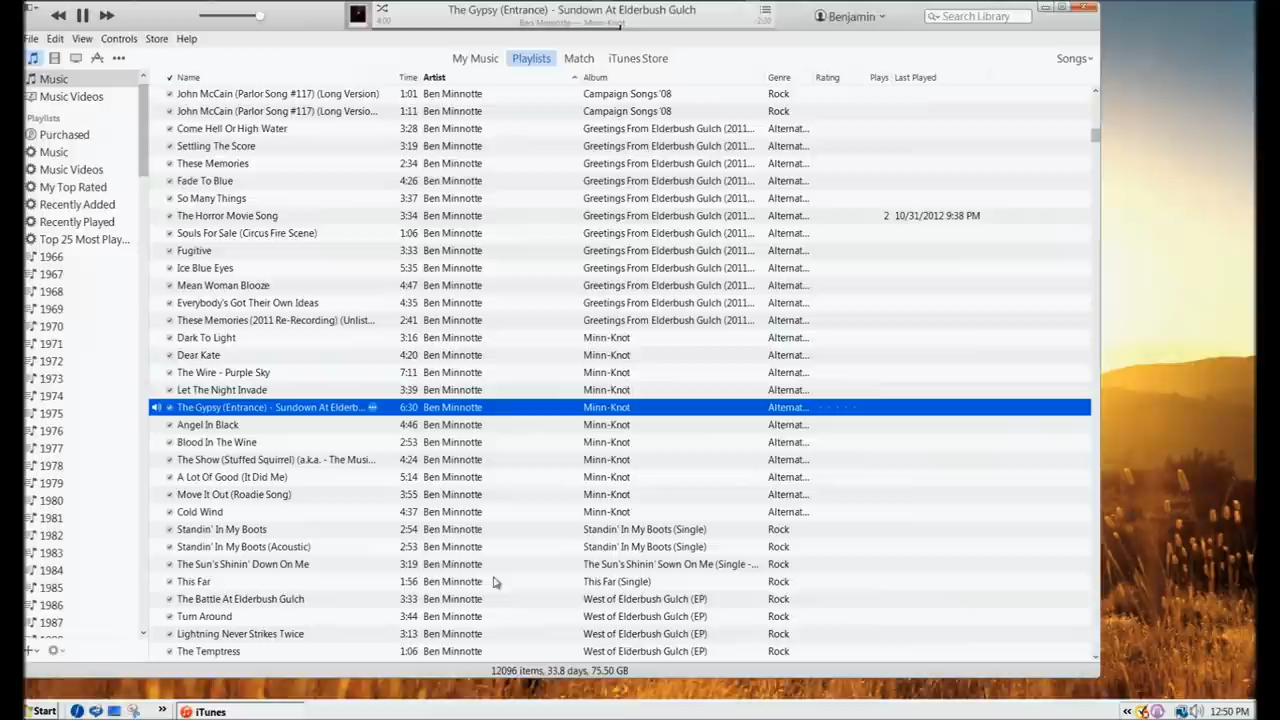 The Gypsy (Entrance) - Sundown At Elderbush Gulch
Ben Minnotte — Minn-Knot
4:00
-2:30
Benjamin
Search Library
File Edit View Controls Store Help
My Music Playlists Match iTunes Store
Songs
Music
Music Videos
Playlists
Purchased
Music
Music Videos
My Top Rated
Recently Added
Recently Played
Top 25 Most Play...
1966
1967
1968
1969
1970
1971
1972
1973
1974
1975
1976
1977
1978
1979
1980
1981
1982
1983
1984
1985
1986
1987
Name Time Artist Album Genre Rating Plays Last Played
John McCain (Parlor Song #117) (Long Version) 1:01 Ben Minnotte Campaign Songs '08 Rock
John McCain (Parlor Song #117) (Long Versio... 1:11 Ben Minnotte Campaign Songs '08 Rock
Come Hell Or High Water 3:28 Ben Minnotte Greetings From Elderbush Gulch (2011... Alternat...
Settling The Score 3:19 Ben Minnotte Greetings From Elderbush Gulch (2011... Alternat...
These Memories 2:34 Ben Minnotte Greetings From Elderbush Gulch (2011... Alternat...
Fade To Blue 4:26 Ben Minnotte Greetings From Elderbush Gulch (2011... Alternat...
So Many Things 3:37 Ben Minnotte Greetings From Elderbush Gulch (2011... Alternat...
The Horror Movie Song 3:34 Ben Minnotte Greetings From Elderbush Gulch (2011... Alternat... 2 10/31/2012 9:38 PM
Souls For Sale (Circus Fire Scene) 1:06 Ben Minnotte Greetings From Elderbush Gulch (2011... Alternat...
Fugitive 3:33 Ben Minnotte Greetings From Elderbush Gulch (2011... Alternat...
Ice Blue Eyes 5:35 Ben Minnotte Greetings From Elderbush Gulch (2011... Alternat...
Mean Woman Blooze 4:47 Ben Minnotte Greetings From Elderbush Gulch (2011... Alternat...
Everybody's Got Their Own Ideas 4:35 Ben Minnotte Greetings From Elderbush Gulch (2011... Alternat...
These Memories (2011 Re-Recording) (Unlist... 2:41 Ben Minnotte Greetings From Elderbush Gulch (2011... Alternat...
Dark To Light 3:16 Ben Minnotte Minn-Knot Alternat...
Dear Kate 4:20 Ben Minnotte Minn-Knot Alternat...
The Wire - Purple Sky 7:11 Ben Minnotte Minn-Knot Alternat...
Let The Night Invade 3:39 Ben Minnotte Minn-Knot Alternat...
The Gypsy (Entrance) - Sundown At Elderb... 6:30 Ben Minnotte Minn-Knot Alternat...
Angel In Black 4:46 Ben Minnotte Minn-Knot Alternat...
Blood In The Wine 2:53 Ben Minnotte Minn-Knot Alternat...
The Show (Stuffed Squirrel) (a.k.a. - The Musi... 4:24 Ben Minnotte Minn-Knot Alternat...
A Lot Of Good (It Did Me) 5:14 Ben Minnotte Minn-Knot Alternat...
Move It Out (Roadie Song) 3:55 Ben Minnotte Minn-Knot Alternat...
Cold Wind 4:37 Ben Minnotte Minn-Knot Alternat...
Standin' In My Boots 2:54 Ben Minnotte Standin' In My Boots (Single) Rock
Standin' In My Boots (Acoustic) 2:53 Ben Minnotte Standin' In My Boots (Single) Rock
The Sun's Shinin' Down On Me 3:19 Ben Minnotte The Sun's Shinin' Sown On Me (Single -... Rock
This Far 1:56 Ben Minnotte This Far (Single) Rock
The Battle At Elderbush Gulch 3:33 Ben Minnotte West of Elderbush Gulch (EP) Rock
Turn Around 3:44 Ben Minnotte West of Elderbush Gulch (EP) Rock
Lightning Never Strikes Twice 3:13 Ben Minnotte West of Elderbush Gulch (EP) Rock
The Temptress 1:06 Ben Minnotte West of Elderbush Gulch (EP) Rock
12096 items, 33.8 days, 75.50 GB
Start
iTunes
12:50 PM